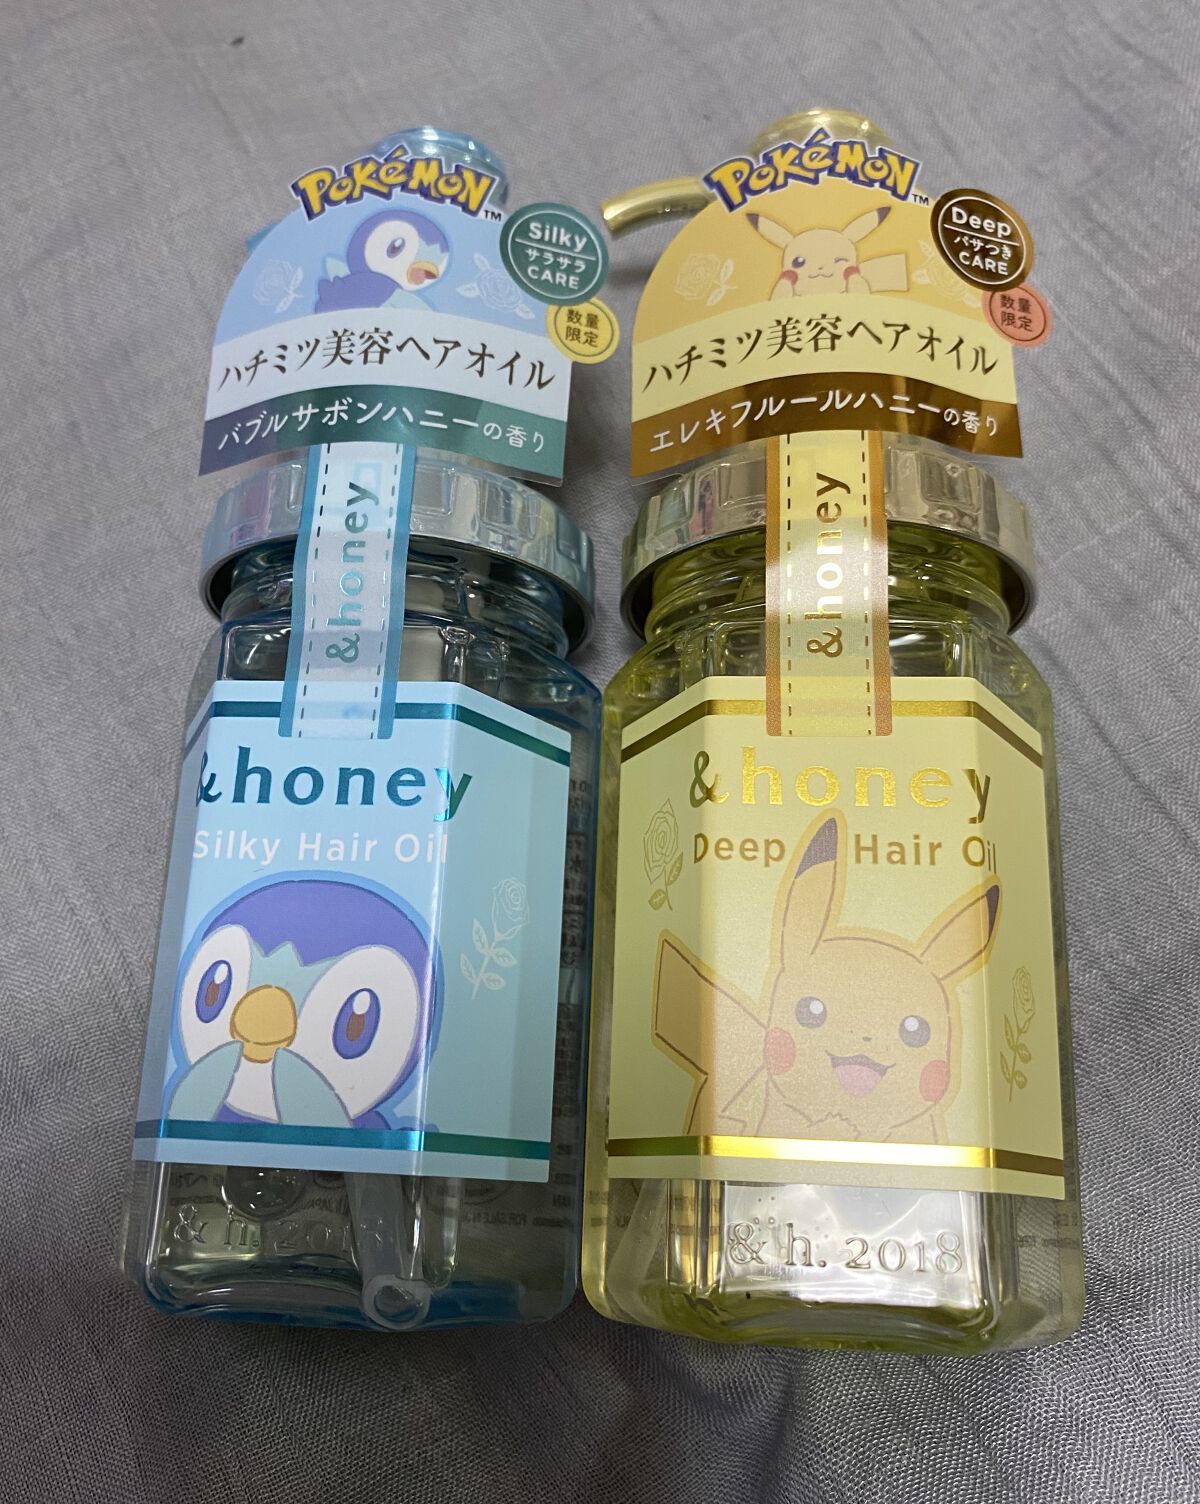 POKÉMON
TM
Silky
サラサラ
CARE
数量
限定
ハチミツ美容ヘアオイル
バブルサボンハニーの香り
&honey
&honey
Silky Hair Oil
& h. 201
POKÉMON
TM
Deep
パサつき
CARE
数量
限定
ハチミツ美容ヘアオイル
エレキフルールハニーの香り
&honey
&honey
Deep Hair Oil
& h. 2018